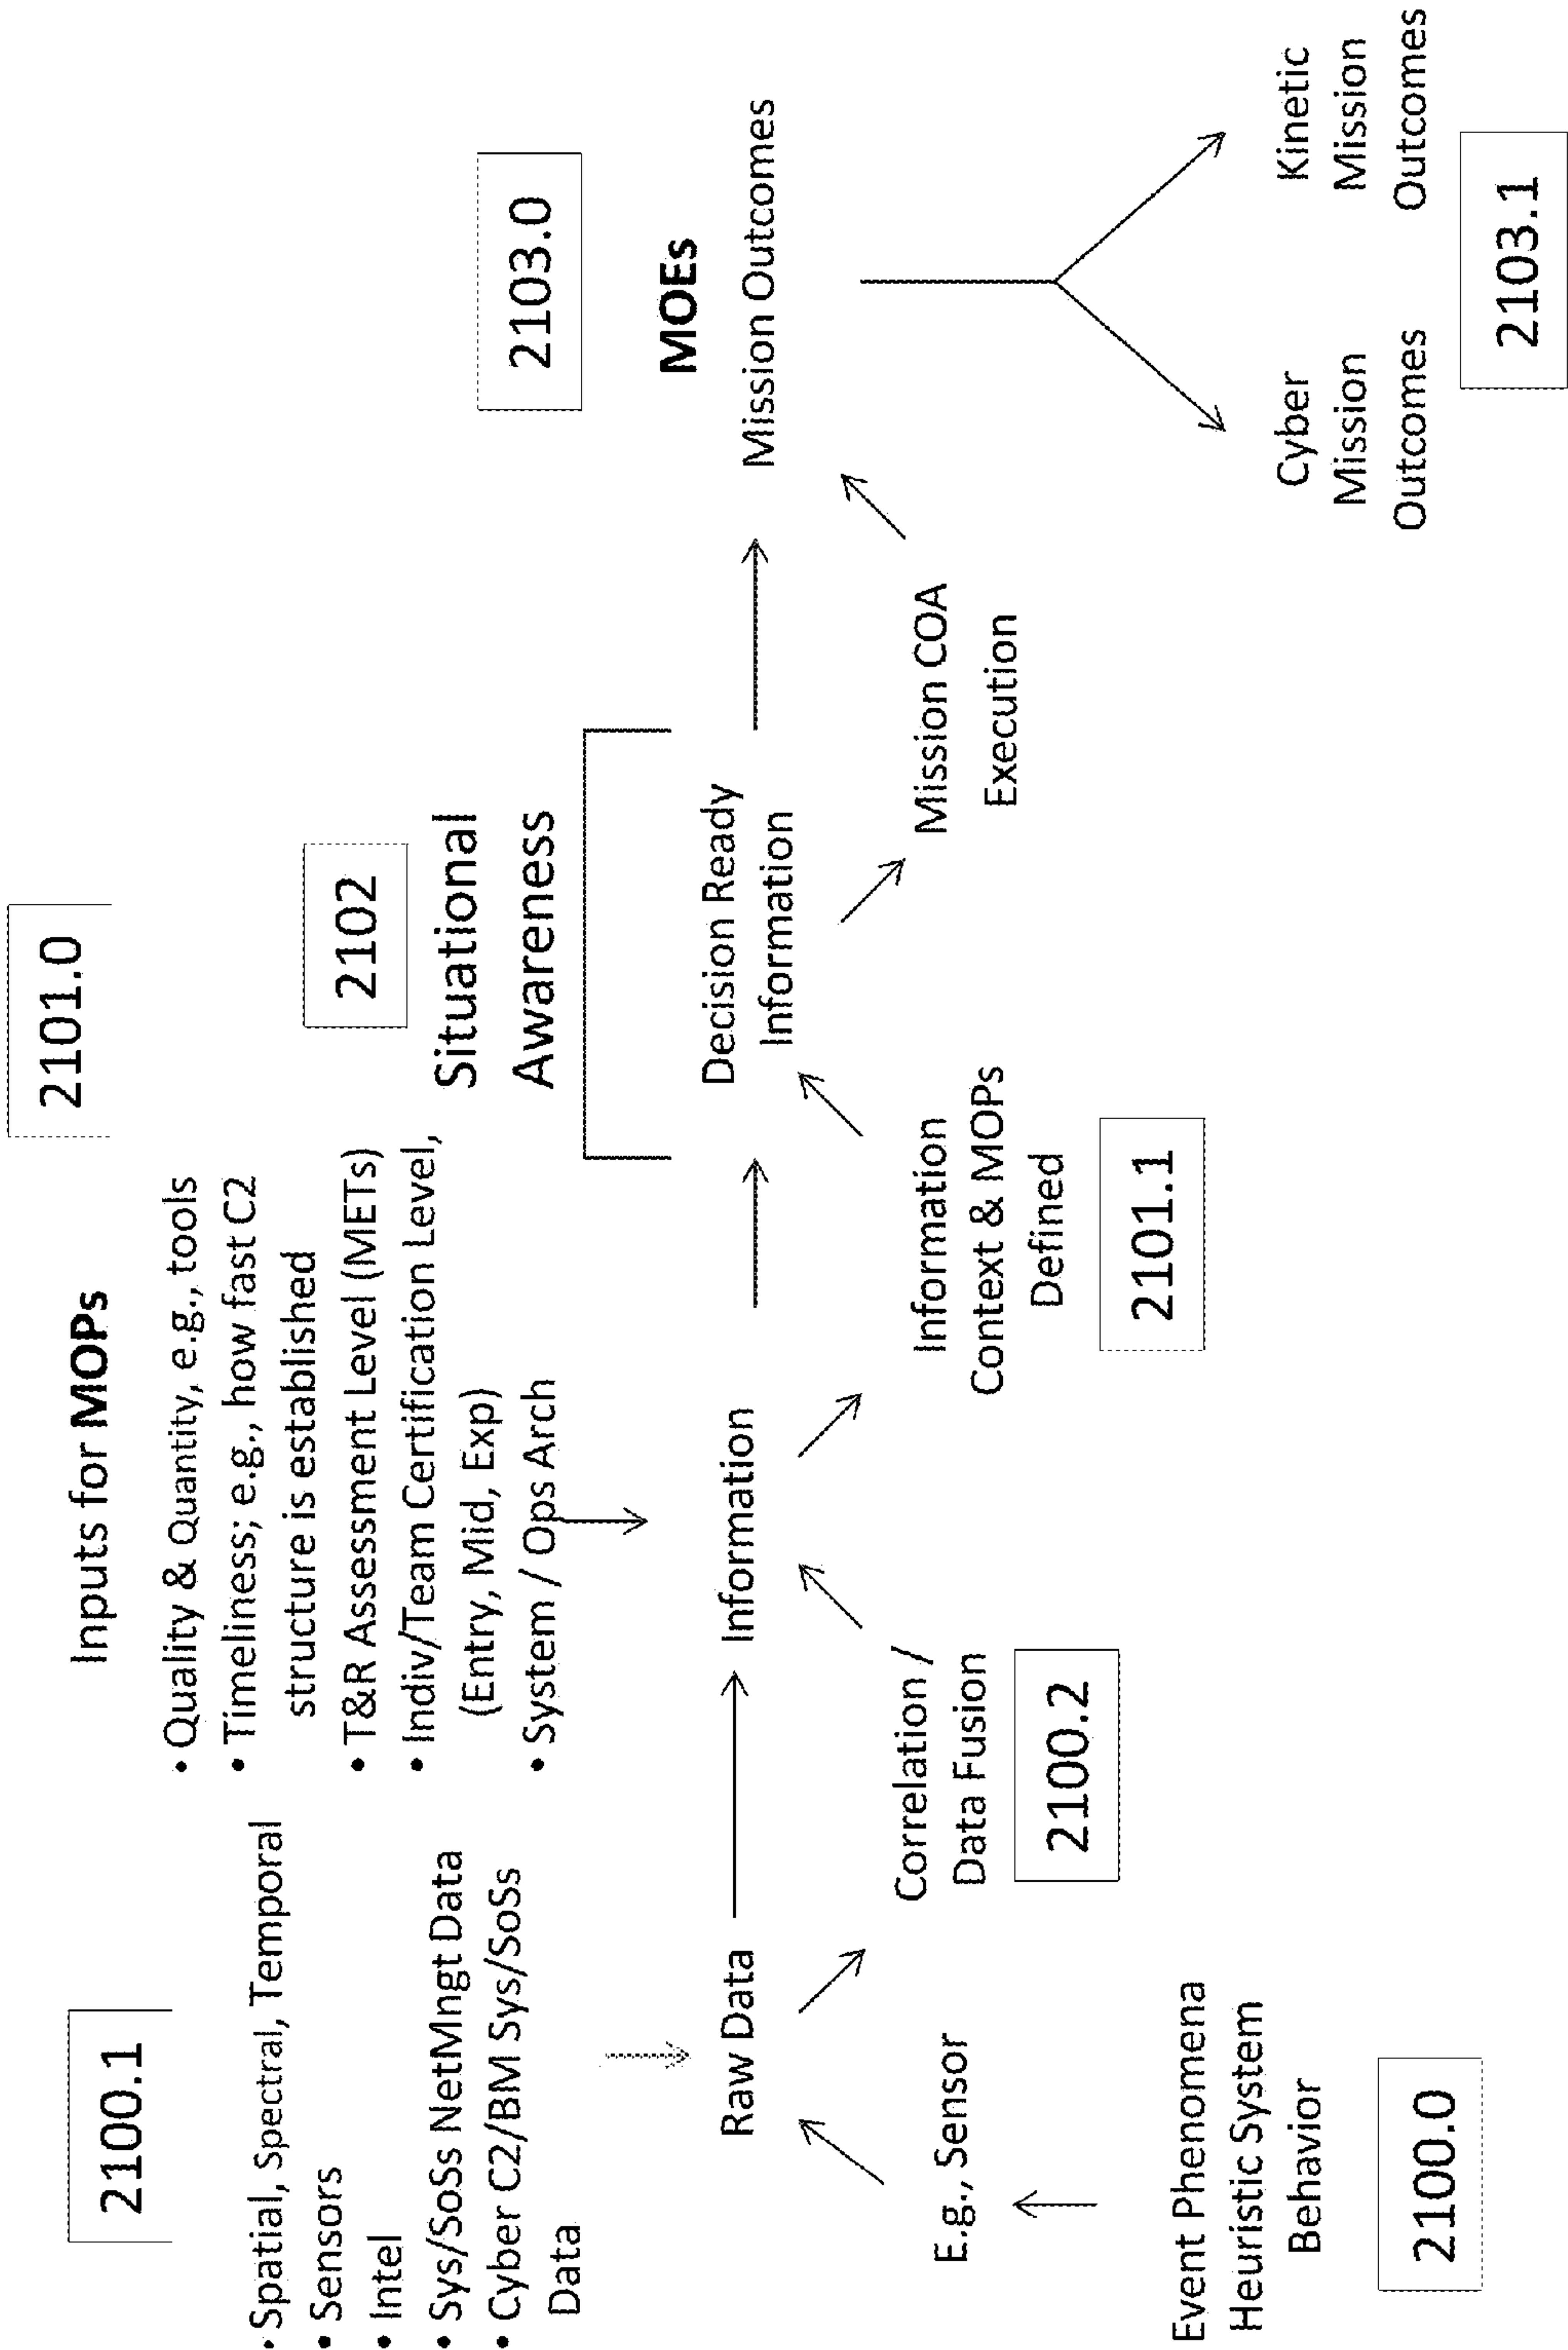 2100.1
• Spatial, Spectral, Temporal
• Sensors
• Intel
• Sys/SoSs NetMngt Data
• Cyber C2/BM Sys/SoSs
Data
Raw Data
E.g., Sensor
Event Phenomena
Heuristic System
Behavior
2100.0
Correlation /
Data Fusion
2100.2
2101.0
Inputs for MOPs
• Quality & Quantity, e.g., tools
• Timeliness; e.g., how fast C2
structure is established
• T&R Assessment Level (METs)
• Indiv/Team Certification Level,
(Entry, Mid, Exp)
• System / Ops Arch
Information
Information
Context & MOPs
Defined
2101.1
2102
Situational
Awareness
Decision Ready
Information
Mission COA
Execution
2103.0
MOEs
Mission Outcomes
Cyber
Mission
Outcomes
Kinetic
Mission
Outcomes
2103.1